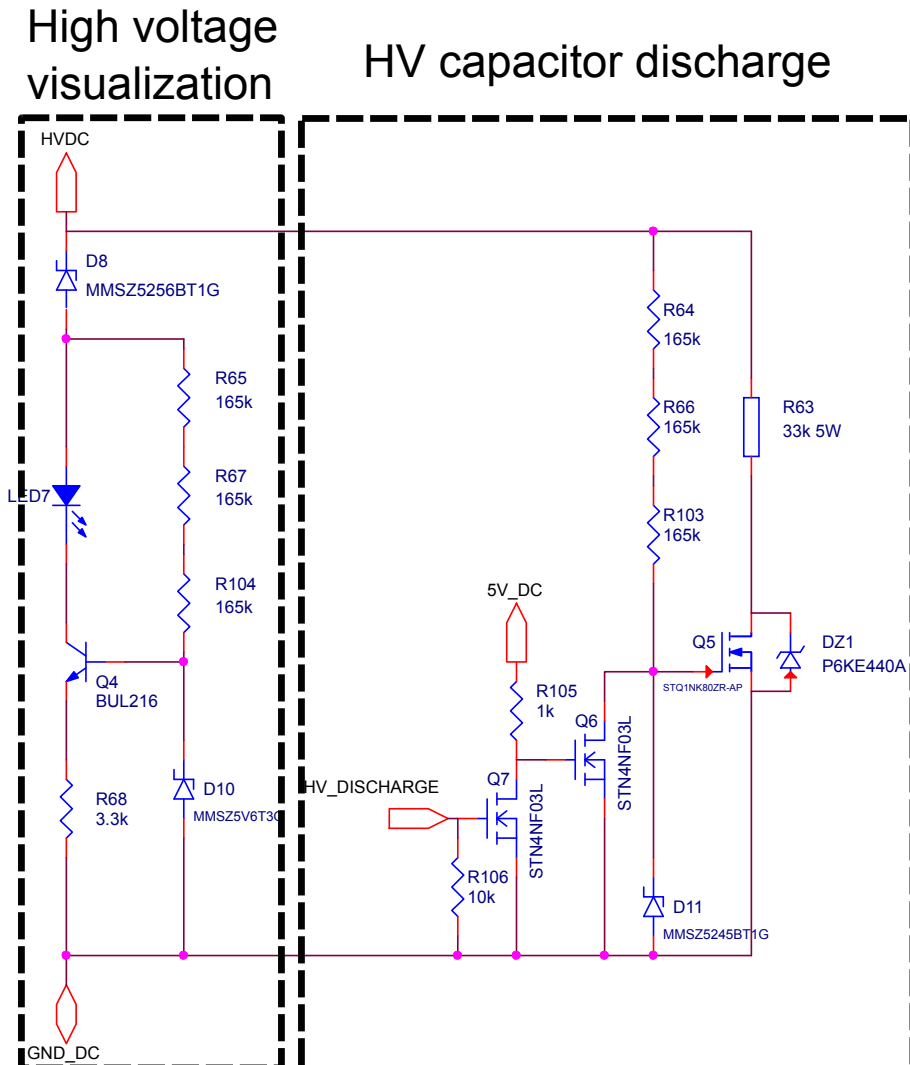 High voltage
visualization
HV capacitor discharge
HVDC
D8
MMSZ5256BT1G
R65
165k
R67
165k
R104
165k
LED7
Q4
BUL216
R68
3.3k
D10
MMSZ5V6T3G
GND_DC
R64
165k
R66
165k
R103
165k
R63
33k 5W
5V_DC
R105
1k
Q6
STN4NF03L
Q7
STN4NF03L
HV_DISCHARGE
R106
10k
Q5
STQ1NK80ZR-AP
DZ1
P6KE440A
D11
MMSZ5245BT1G